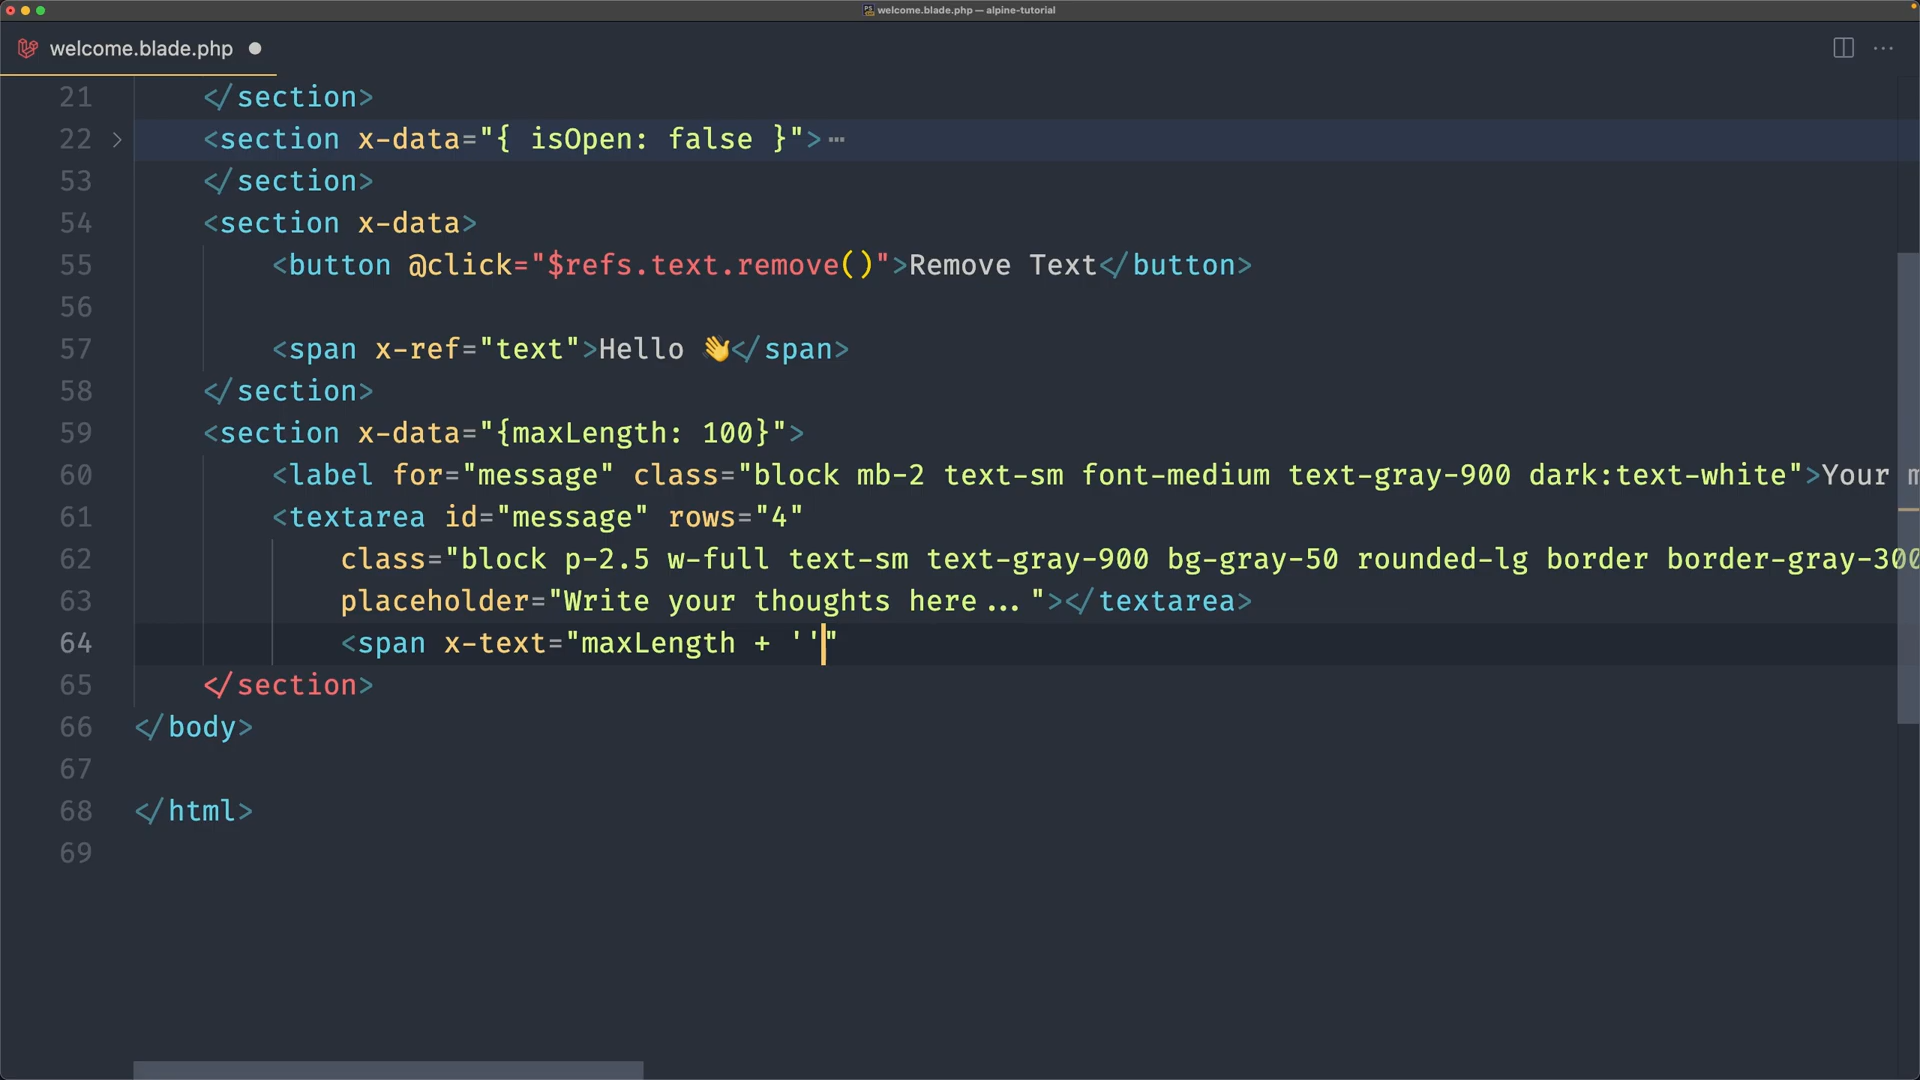 welcome.blade.php — alpine-tutorial
welcome.blade.php
21 </section>
22 <section x-data="{ isOpen: false }">
53 </section>
54 <section x-data>
55 <button @click="$refs.text.remove()">Remove Text</button>
56
57 <span x-ref="text">Hello 👋</span>
58 </section>
59 <section x-data="{maxLength: 100}">
60 <label for="message" class="block mb-2 text-sm font-medium text-gray-900 dark:text-white">Your
61 <textarea id="message" rows="4"
62 class="block p-2.5 w-full text-sm text-gray-900 bg-gray-50 rounded-lg border border-gray-300
63 placeholder="Write your thoughts here..."></textarea>
64 <span x-text="maxLength + ''"
65 </section>
66 </body>
67
68 </html>
69